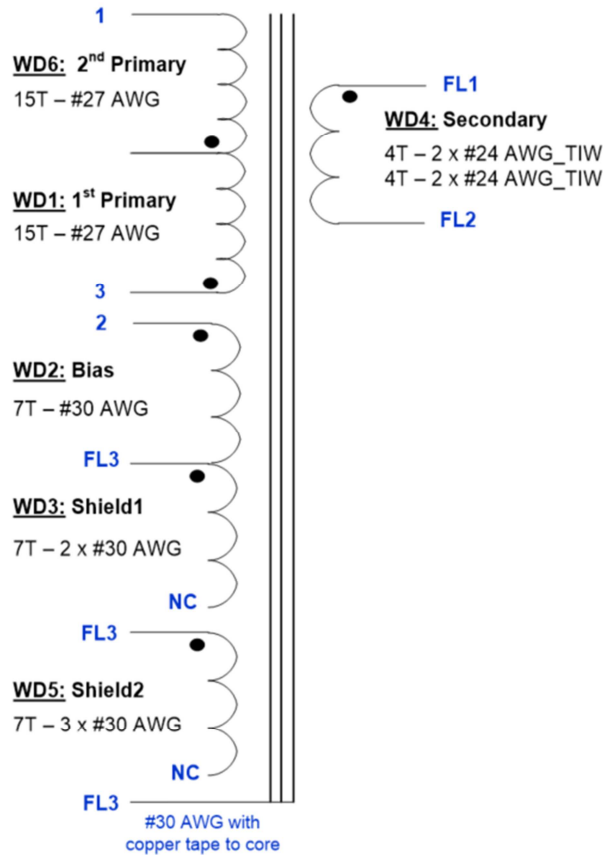 1
WD6: 2nd Primary
15T – #27 AWG
WD1: 1st Primary
15T – #27 AWG
3
2
WD2: Bias
7T – #30 AWG
FL3
WD3: Shield1
7T – 2 x #30 AWG
NC
FL3
WD5: Shield2
7T – 3 x #30 AWG
NC
FL3
#30 AWG with
copper tape to core
FL1
WD4: Secondary
4T – 2 x #24 AWG_TIW
4T – 2 x #24 AWG_TIW
FL2